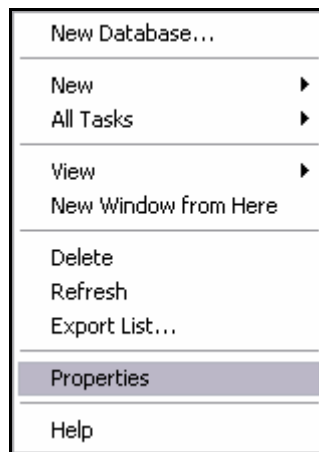 New Database...
New
All Tasks
View
New Window from Here
Delete
Refresh
Export List...
Properties
Help